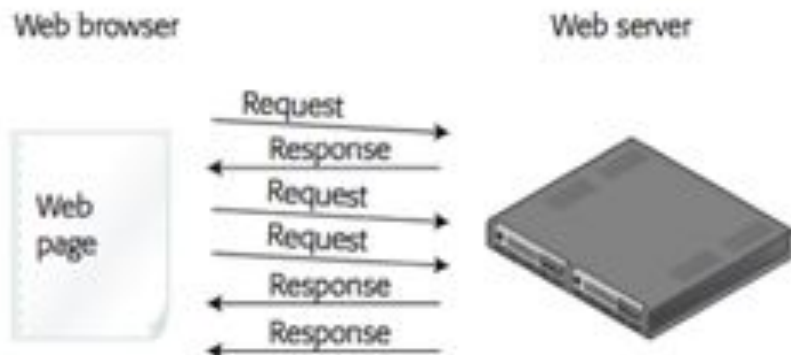 Web browser
Web server
Request
Response
Request
Request
Response
Response
Web
page